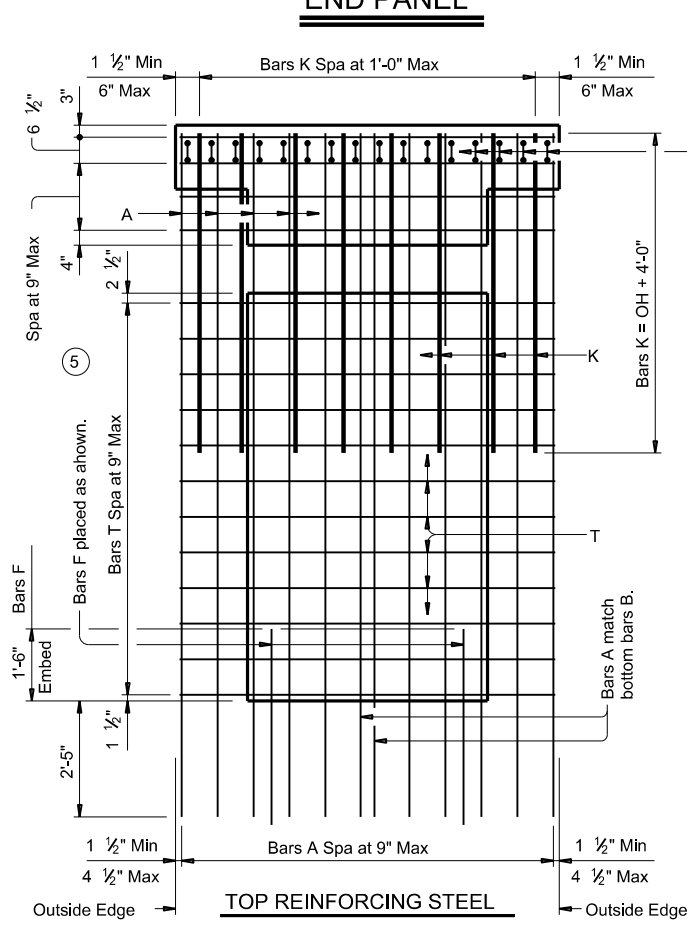 END PANEL
1 ½" Min
6" Max
Bars K Spa at 1'-0" Max
1 ½" Min
6" Max
3"
6 ½"
A
Spa at 9" Max
4"
2 ½"
Bars K = OH + 4'-0"
5
K
Bars F placed as ahown.
Bars T Spa at 9" Max
T
Bars F
1'-6"
Embed
Bars A match
bottom bars B.
2'-5"
1 ½"
1 ½" Min
4 ½" Max
Bars A Spa at 9" Max
1 ½" Min
4 ½" Max
Outside Edge
TOP REINFORCING STEEL
Outside Edge